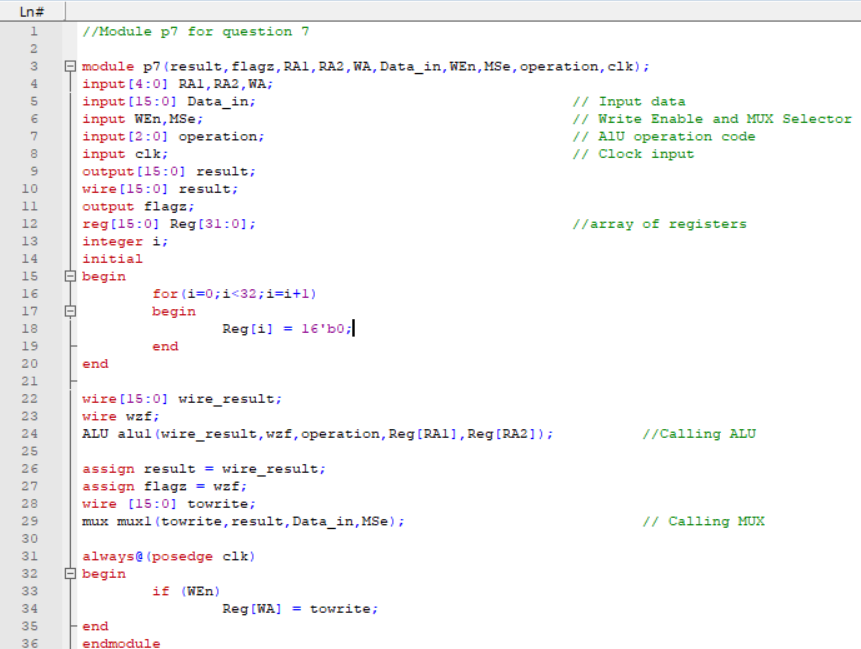 Ln#
1 //Module p7 for question 7
2
3 module p7(result,flagz,RA1,RA2,WA,Data_in,WEn,MSe,operation,clk);
4 input[4:0] RA1,RA2,WA;
5 input[15:0] Data_in; // Input data
6 input WEn,MSe; // Write Enable and MUX Selector
7 input[2:0] operation; // AlU operation code
8 input clk; // Clock input
9 output[15:0] result;
10 wire[15:0] result;
11 output flagz;
12 reg[15:0] Reg[31:0]; //array of registers
13 integer i;
14 initial
15 begin
16 for(i=0;i<32;i=i+1)
17 begin
18 Reg[i] = 16'b0;
19 end
20 end
21
22 wire[15:0] wire_result;
23 wire wzf;
24 ALU alu1(wire_result,wzf,operation,Reg[RA1],Reg[RA2]); //Calling ALU
25
26 assign result = wire_result;
27 assign flagz = wzf;
28 wire [15:0] towrite;
29 mux mux1(towrite,result,Data_in,MSe); // Calling MUX
30
31 always@(posedge clk)
32 begin
33 if (WEn)
34 Reg[WA] = towrite;
35 end
36 endmodule